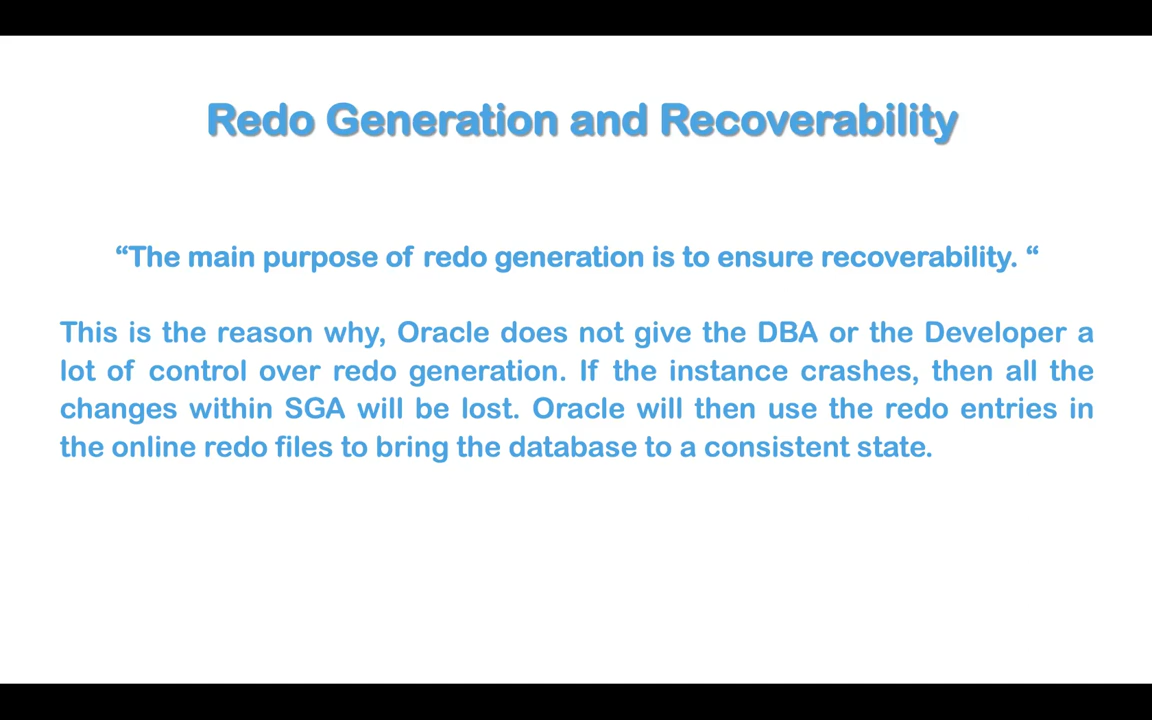 Redo Generation and Recoverability
“The main purpose of redo generation is to ensure recoverability. “
This is the reason why, Oracle does not give the DBA or the Developer a
lot of control over redo generation. If the instance crashes, then all the
changes within SGA will be lost. Oracle will then use the redo entries in
the online redo files to bring the database to a consistent state.